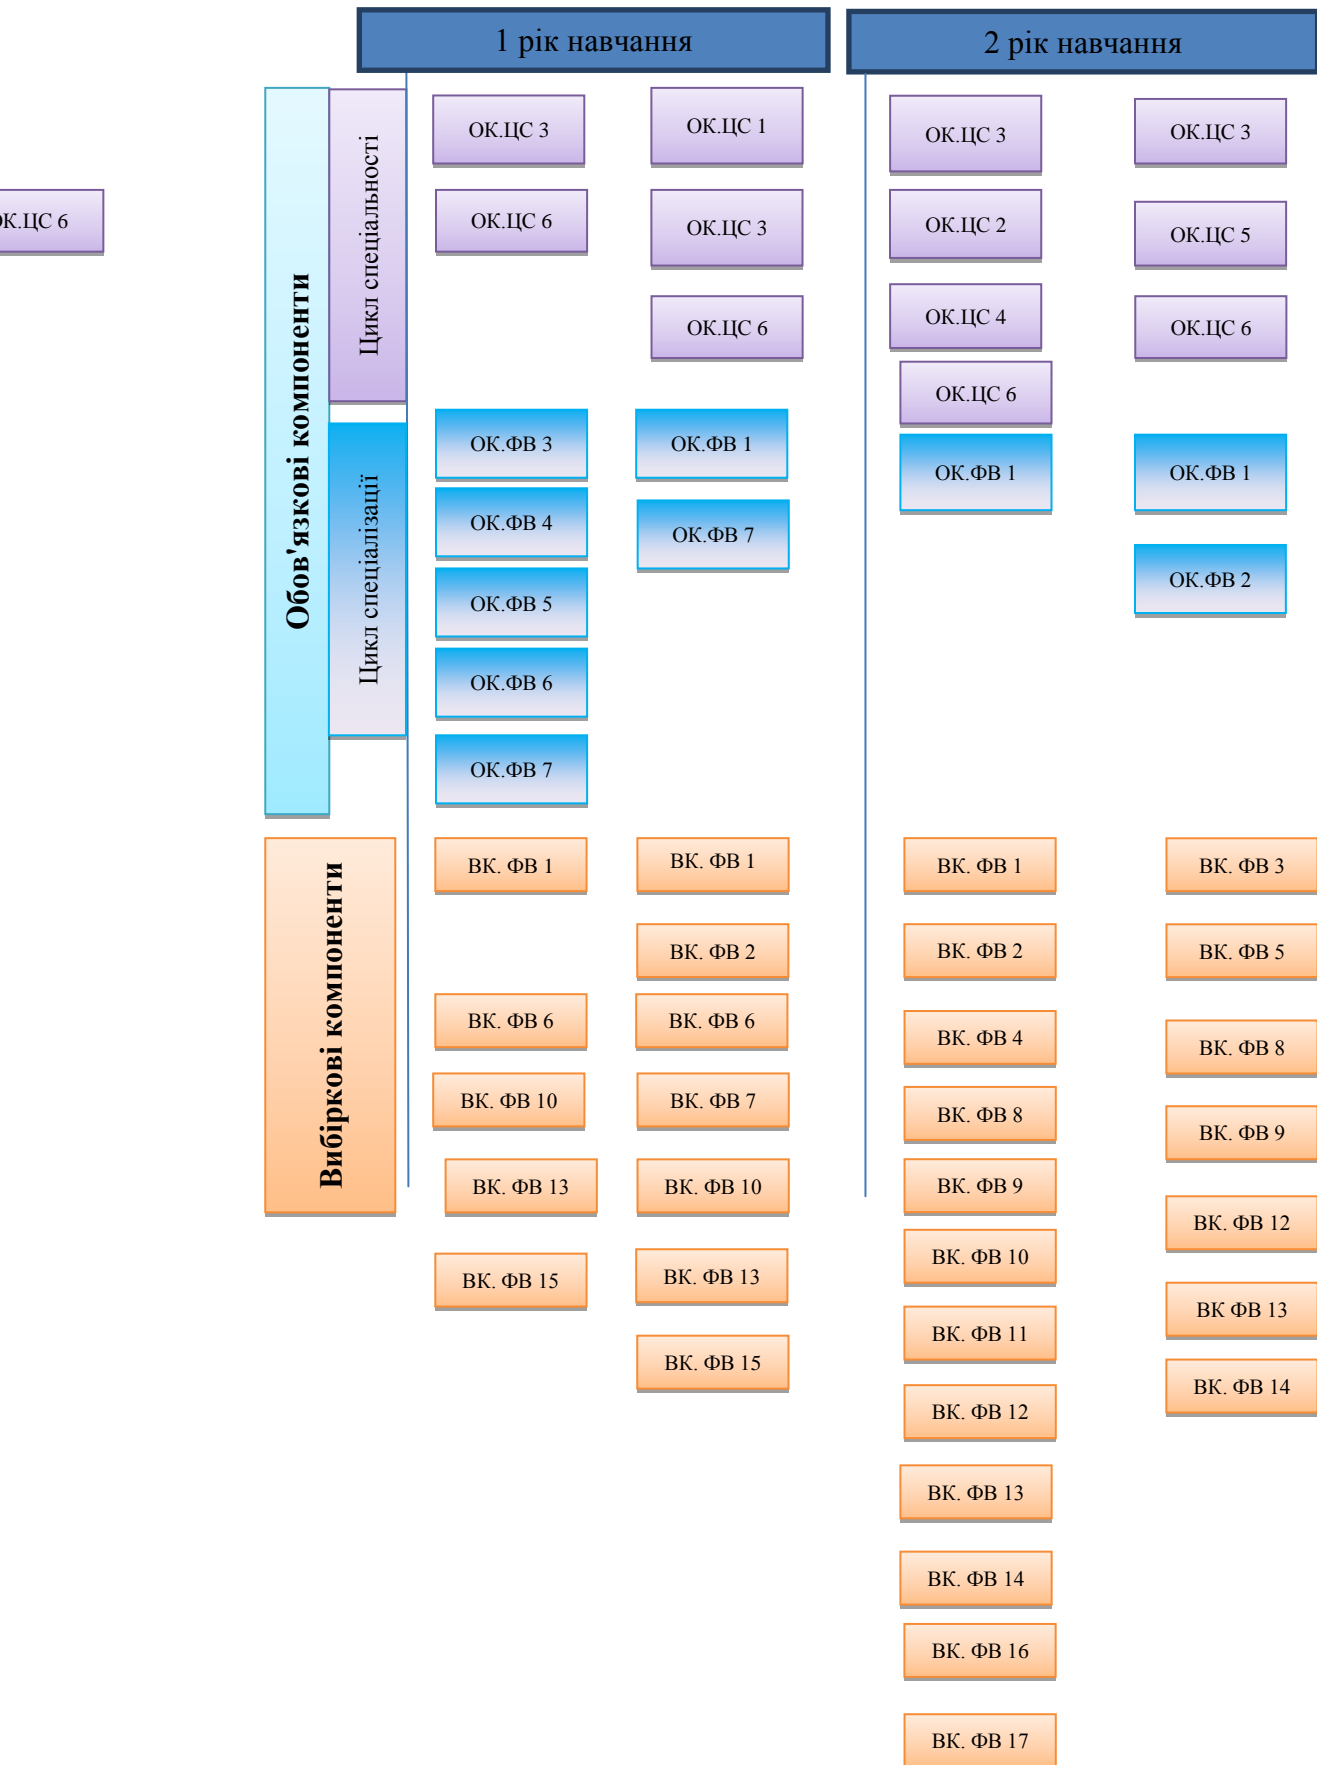 1 рік навчання
2 рік навчання
Обов'язкові компоненти
Цикл спеціальності
ОК.ЦС 3
ОК.ЦС 1
ОК.ЦС 3
ОК.ЦС 3
ОК.ЦС 6
ОК.ЦС 6
ОК.ЦС 3
ОК.ЦС 2
ОК.ЦС 5
ОК.ЦС 6
ОК.ЦС 4
ОК.ЦС 6
ОК.ЦС 6
Цикл спеціалізації
ОК.ФВ 3
ОК.ФВ 1
ОК.ФВ 1
ОК.ФВ 1
ОК.ФВ 4
ОК.ФВ 7
ОК.ФВ 2
ОК.ФВ 5
ОК.ФВ 6
ОК.ФВ 7
Вибіркові компоненти
ВК. ФВ 1
ВК. ФВ 1
ВК. ФВ 1
ВК. ФВ 3
ВК. ФВ 2
ВК. ФВ 2
ВК. ФВ 5
ВК. ФВ 6
ВК. ФВ 6
ВК. ФВ 4
ВК. ФВ 8
ВК. ФВ 10
ВК. ФВ 7
ВК. ФВ 8
ВК. ФВ 9
ВК. ФВ 13
ВК. ФВ 10
ВК. ФВ 9
ВК. ФВ 12
ВК. ФВ 15
ВК. ФВ 13
ВК. ФВ 10
ВК ФВ 13
ВК. ФВ 15
ВК. ФВ 11
ВК. ФВ 14
ВК. ФВ 12
ВК. ФВ 13
ВК. ФВ 14
ВК. ФВ 16
ВК. ФВ 17